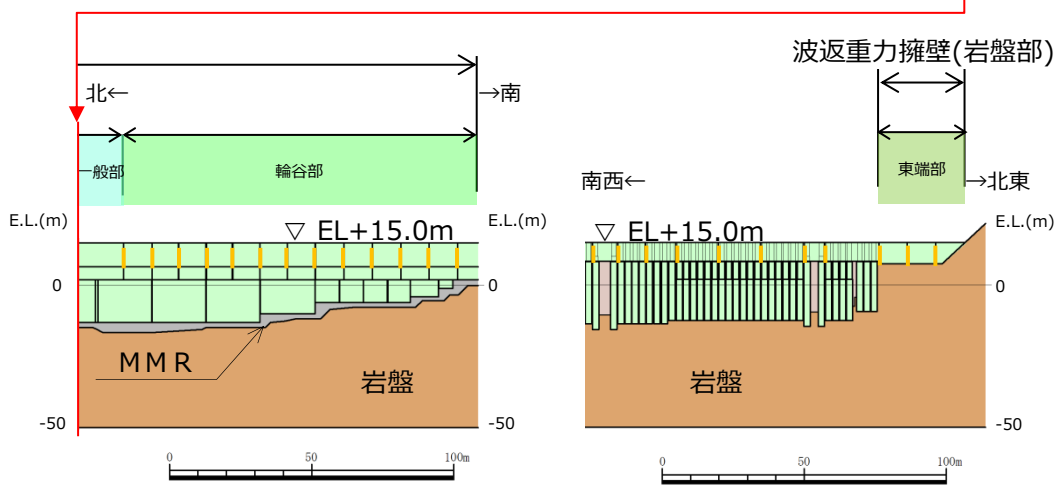 波返重力擁壁(岩盤部)
北←
→南
一般部
輪谷部
南西←
東端部
→北東
E.L.(m)
▽ EL+15.0m
E.L.(m)
▽ EL+15.0m
E.L.(m)
0
0
0
MMR
岩盤
岩盤
-50
-50
-50
0
50
100m
0
50
100m